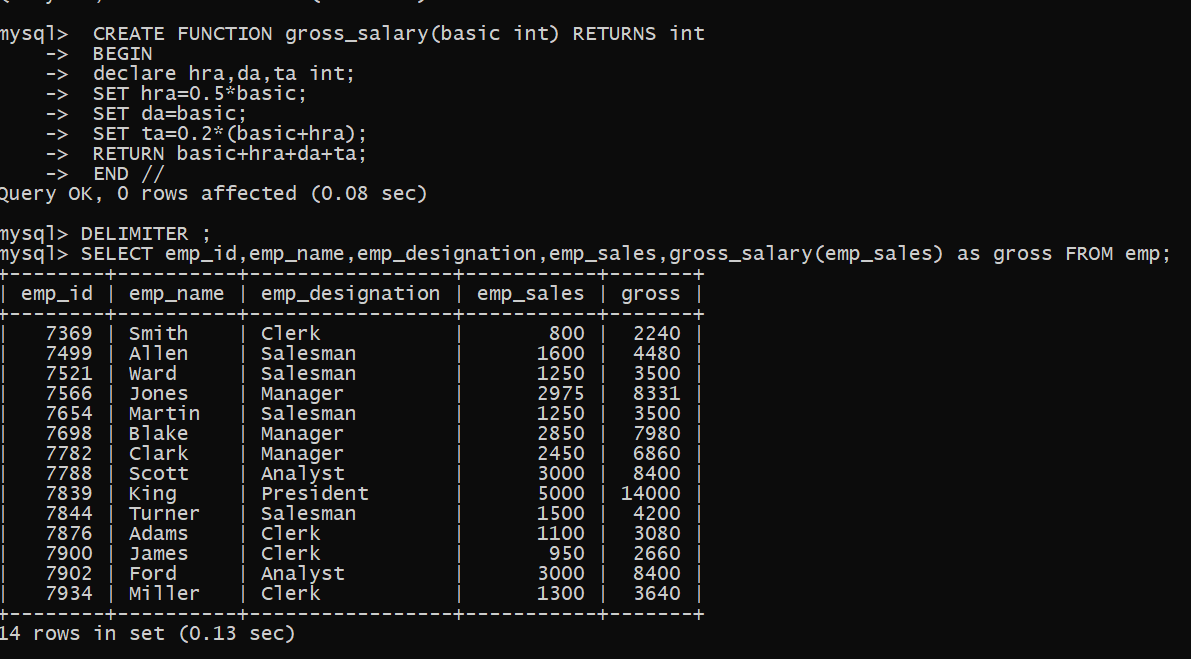 mysql>  CREATE FUNCTION gross_salary(basic int) RETURNS int
    ->  BEGIN
    ->  declare hra,da,ta int;
    ->  SET hra=0.5*basic;
    ->  SET da=basic;
    ->  SET ta=0.2*(basic+hra);
    ->  RETURN basic+hra+da+ta;
    ->  END //
Query OK, 0 rows affected (0.08 sec)
mysql> DELIMITER ;
mysql> SELECT emp_id,emp_name,emp_designation,emp_sales,gross_salary(emp_sales) as gross FROM emp;
+--------+----------+-----------------+-----------+-------+
| emp_id | emp_name | emp_designation | emp_sales | gross |
+--------+----------+-----------------+-----------+-------+
|   7369 | Smith    | Clerk           |       800 |  2240 |
|   7499 | Allen    | Salesman        |      1600 |  4480 |
|   7521 | Ward     | Salesman        |      1250 |  3500 |
|   7566 | Jones    | Manager         |      2975 |  8331 |
|   7654 | Martin   | Salesman        |      1250 |  3500 |
|   7698 | Blake    | Manager         |      2850 |  7980 |
|   7782 | Clark    | Manager         |      2450 |  6860 |
|   7788 | Scott    | Analyst         |      3000 |  8400 |
|   7839 | King     | President       |      5000 | 14000 |
|   7844 | Turner   | Salesman        |      1500 |  4200 |
|   7876 | Adams    | Clerk           |      1100 |  3080 |
|   7900 | James    | Clerk           |       950 |  2660 |
|   7902 | Ford     | Analyst         |      3000 |  8400 |
|   7934 | Miller   | Clerk           |      1300 |  3640 |
+--------+----------+-----------------+-----------+-------+
14 rows in set (0.13 sec)